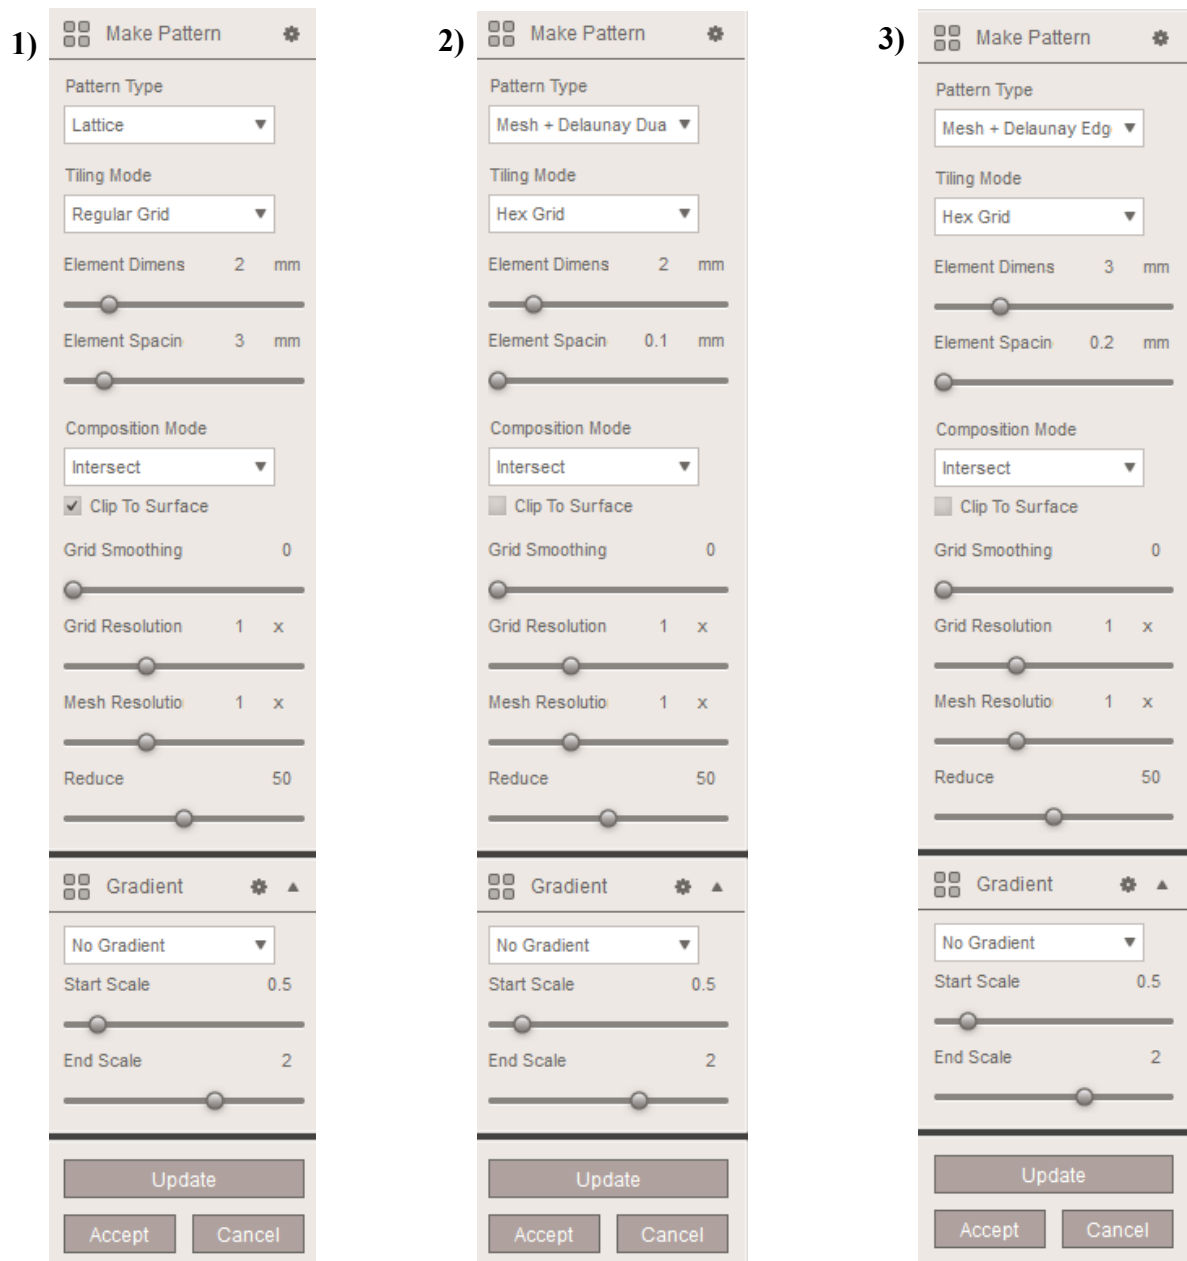 1)
Make Pattern
Pattern Type
Lattice
Tiling Mode
Regular Grid
Element Dimens 2 mm
Element Spacin 3 mm
Composition Mode
Intersect
Clip To Surface
Grid Smoothing 0
Grid Resolution 1 x
Mesh Resolutio 1 x
Reduce 50
Gradient
No Gradient
Start Scale 0.5
End Scale 2
Update
Accept Cancel
2)
Make Pattern
Pattern Type
Mesh + Delaunay Dua
Tiling Mode
Hex Grid
Element Dimens 2 mm
Element Spacin 0.1 mm
Composition Mode
Intersect
Clip To Surface
Grid Smoothing 0
Grid Resolution 1 x
Mesh Resolutio 1 x
Reduce 50
Gradient
No Gradient
Start Scale 0.5
End Scale 2
Update
Accept Cancel
3)
Make Pattern
Pattern Type
Mesh + Delaunay Edg
Tiling Mode
Hex Grid
Element Dimens 3 mm
Element Spacin 0.2 mm
Composition Mode
Intersect
Clip To Surface
Grid Smoothing 0
Grid Resolution 1 x
Mesh Resolutio 1 x
Reduce 50
Gradient
No Gradient
Start Scale 0.5
End Scale 2
Update
Accept Cancel